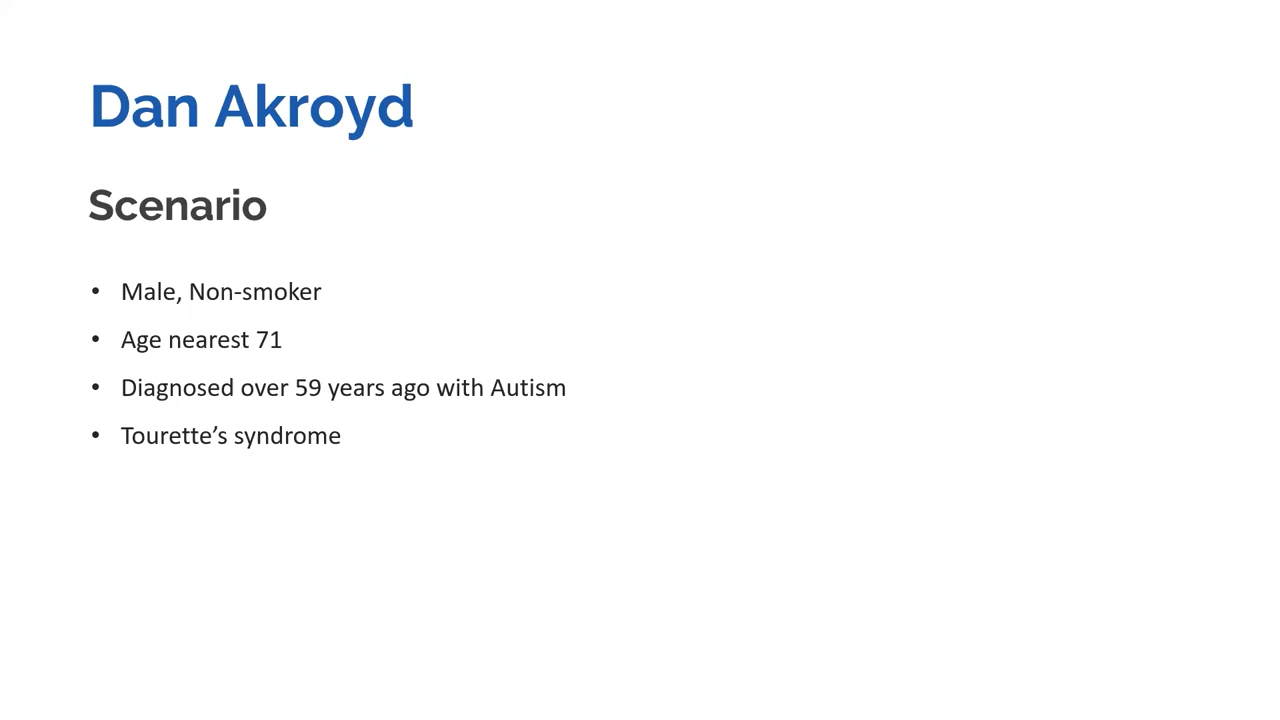 Dan Akroyd
Scenario
• Male, Non-smoker
• Age nearest 71
• Diagnosed over 59 years ago with Autism
• Tourette’s syndrome